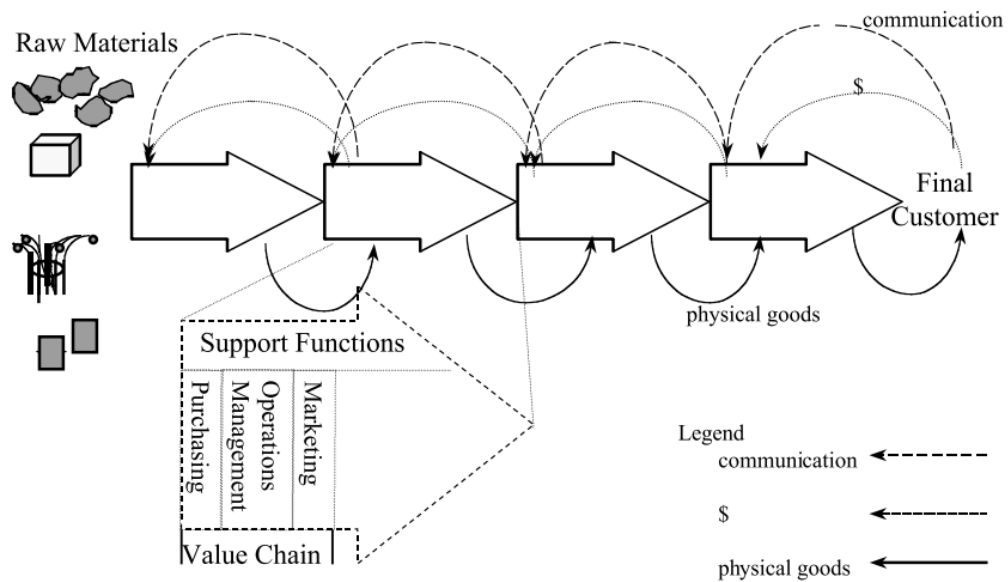 communication
Raw Materials
$
Final
Customer
physical goods
Support Functions
Purchasing
Operations
Management
Marketing
Value Chain
Legend
communication
$
physical goods